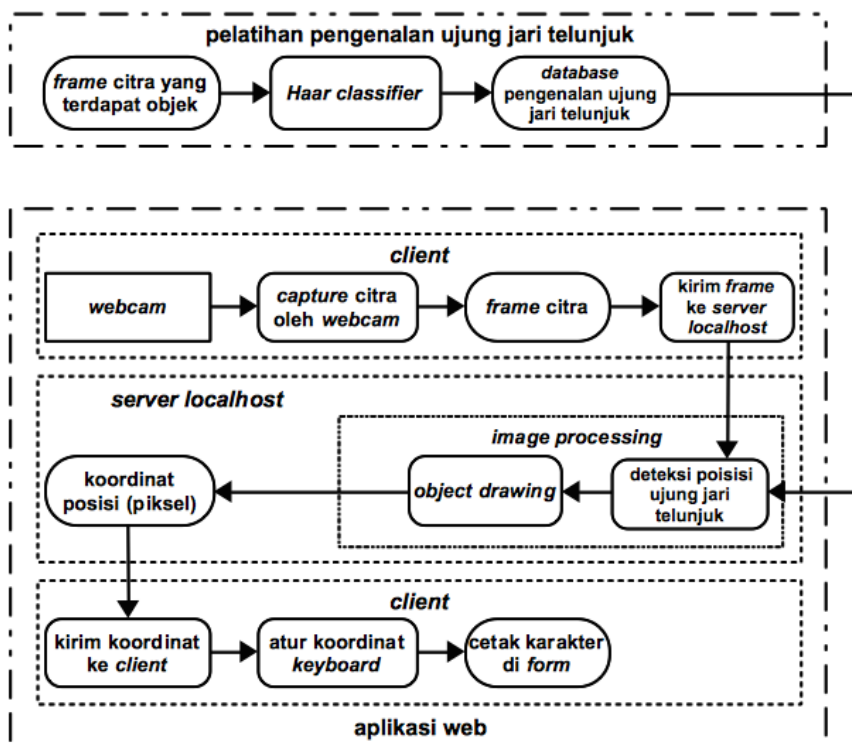 pelatihan pengenalan ujung jari telunjuk
frame citra yang
terdapat objek
Haar classifier
database
pengenalan ujung
jari telunjuk
client
webcam
capture citra
oleh webcam
frame citra
kirim frame
ke server
localhost
server localhost
image processing
koordinat
posisi (piksel)
object drawing
deteksi poisisi
ujung jari
telunjuk
client
kirim koordinat
ke client
atur koordinat
keyboard
cetak karakter
di form
aplikasi web